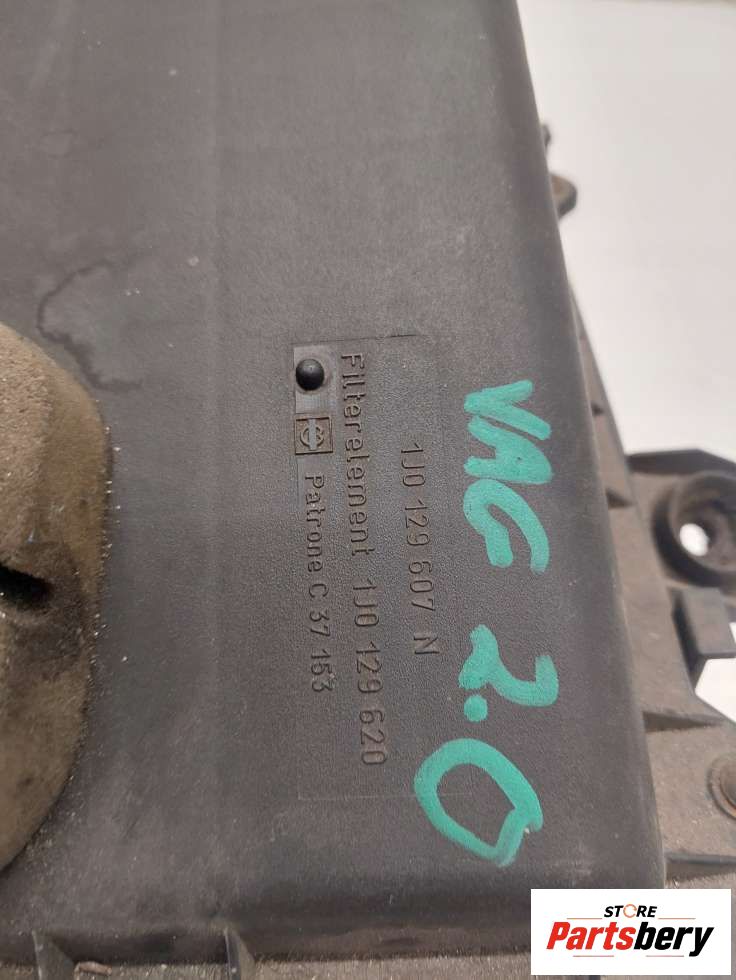 1J0 129 607 N
Filterelement 1J0 129 620
Patrone C 37 153
VAG 2.0
STORE
Partsbery